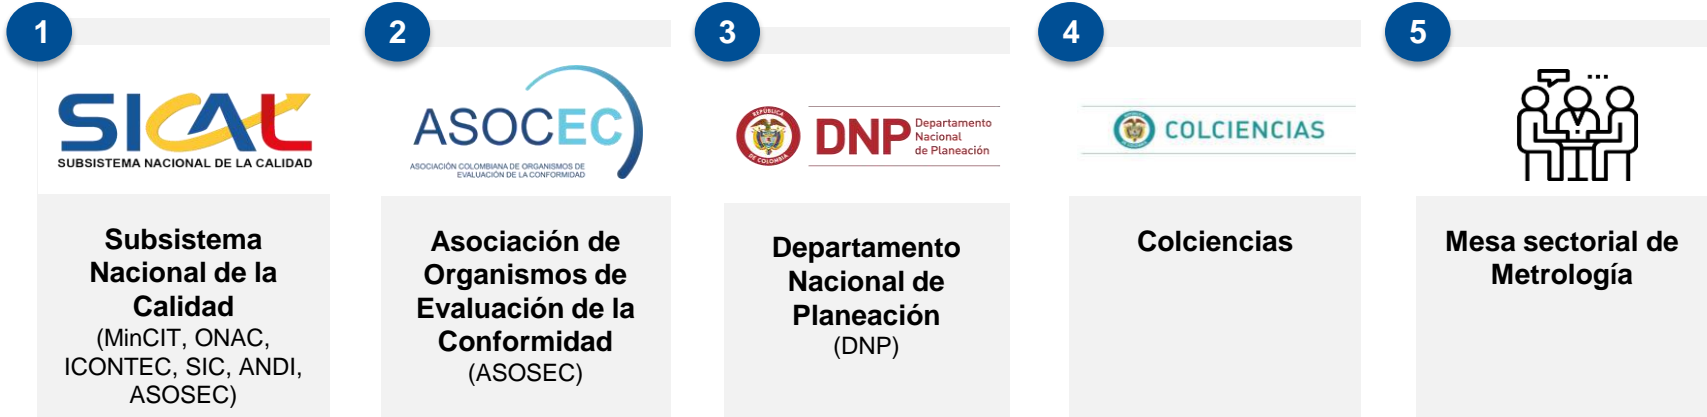 1
SICAL
SUBSISTEMA NACIONAL DE LA CALIDAD
Subsistema
Nacional de la
Calidad
(MinCIT, ONAC,
ICONTEC, SIC, ANDI,
ASOSEC)
2
ASOCEC
ASOCIACIÓN COLOMBIANA DE ORGANISMOS DE
EVALUACIÓN DE LA CONFORMIDAD
Asociación de
Organismos de
Evaluación de la
Conformidad
(ASOSEC)
3
REPÚBLICA
DE COLOMBIA
DNP
Departamento
Nacional
de Planeación
Departamento
Nacional de
Planeación
(DNP)
4
COLCIENCIAS
Colciencias
5
...
Mesa sectorial de
Metrología